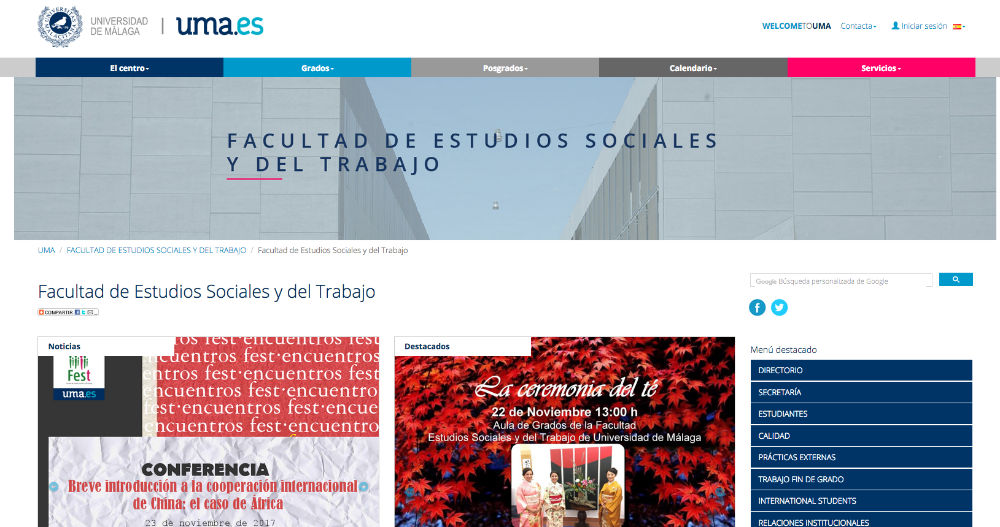 UNIVERSIDAD
DE MÁLAGA
uma.es
WELCOMETOUMA
Contacta
Iniciar sesión
El centro
Grados
Posgrados
Calendario
Servicios
FACULTAD DE ESTUDIOS SOCIALES
Y DEL TRABAJO
UMA / FACULTAD DE ESTUDIOS SOCIALES Y DEL TRABAJO / Facultad de Estudios Sociales y del Trabajo
Google Búsqueda personalizada de Google
Facultad de Estudios Sociales y del Trabajo
COMPARTIR
Noticias
Fest
uma.es
os fest·encuentros fest
encuentros fest·encuentros
entros fest·encuentros fest
encuentros fest·encuentro
fest·encuentros fest·encue
encuentros fest·encuentro
CONFERENCIA
Breve introducción a la cooperación internacional
de China: el caso de África
23 de noviembre de 2017
Destacados
La ceremonia del té
22 de Noviembre 13:00 h
Aula de Grados de la Facultad
Estudios Sociales y del Trabajo de Universidad de Málaga
Menú destacado
DIRECTORIO
SECRETARÍA
ESTUDIANTES
CALIDAD
PRÁCTICAS EXTERNAS
TRABAJO FIN DE GRADO
INTERNATIONAL STUDENTS
RELACIONES INSTITUCIONALES